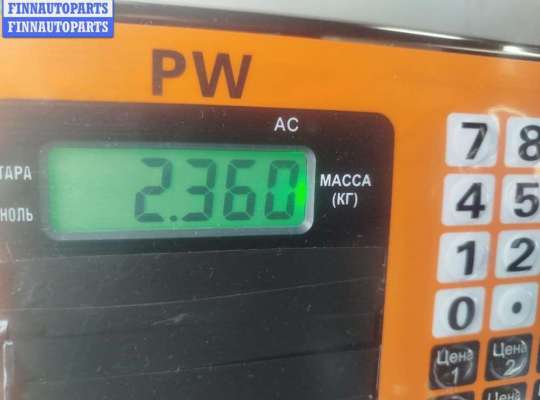 FINNAUTOPARTS
FINNAUTOPARTS
PW
AC
ТАРА
НОЛЬ
2.360
МАССА
(КГ)
7 8
4 5
1 2
0 •
Цена
1
Цена
2